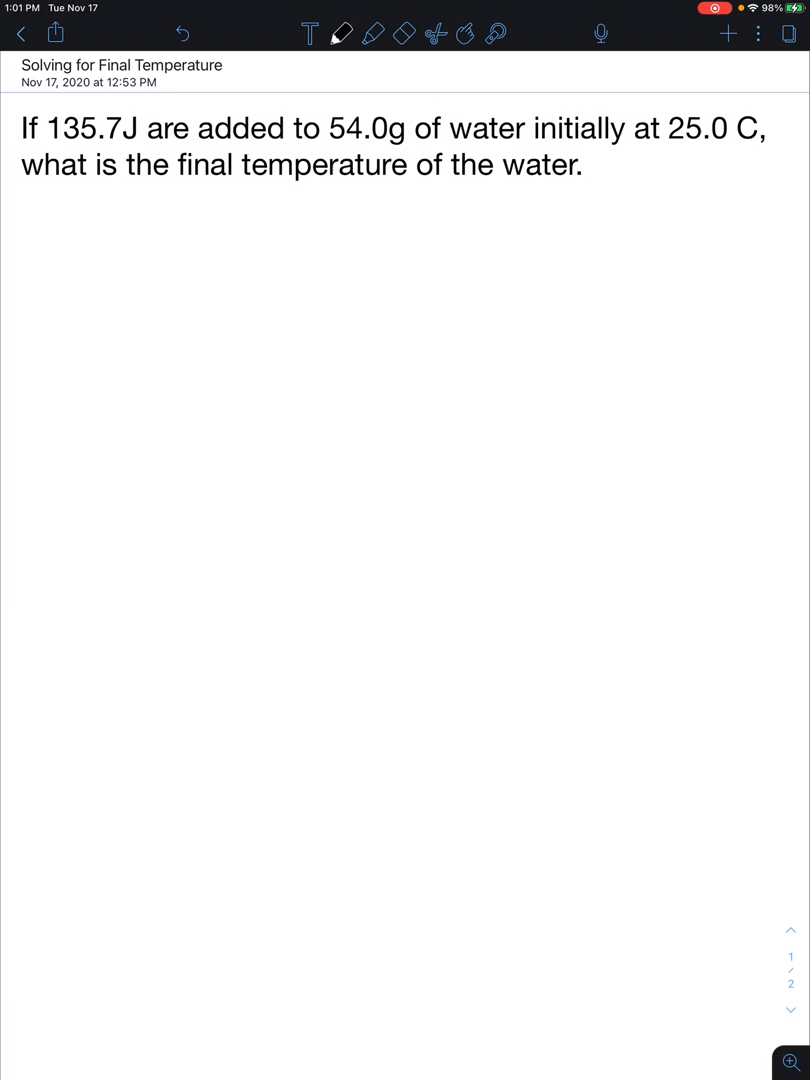 1:01 PM Tue Nov 17 98%
T
Solving for Final Temperature
Nov 17, 2020 at 12:53 PM
If 135.7J are added to 54.0g of water initially at 25.0 C,
what is the final temperature of the water.
1
/
2